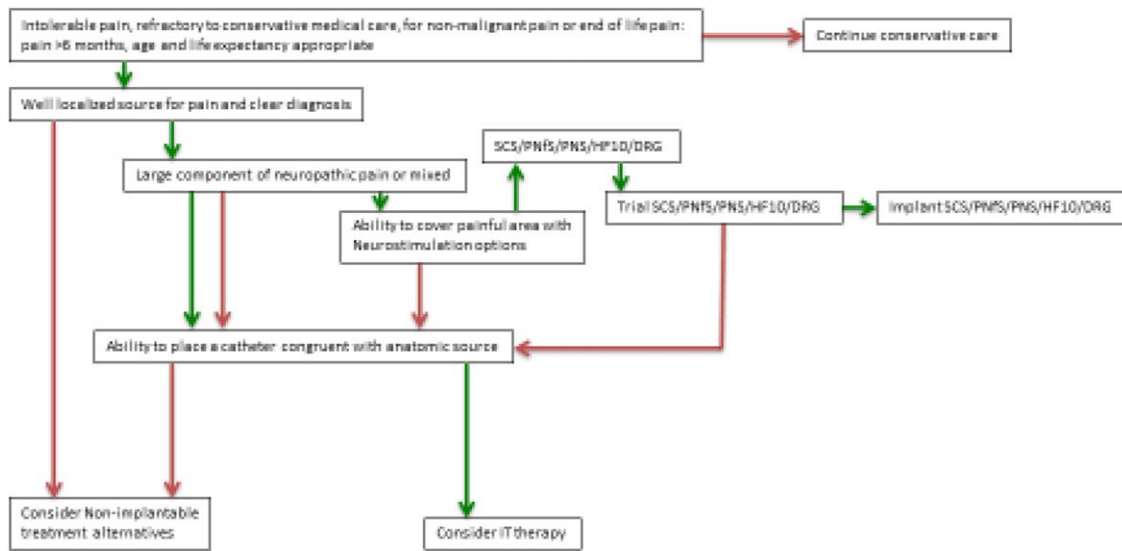 Intolerable pain, refractory to conservative medical care, for non-malignant pain or end of life pain:
pain >6 months, age and life expectancy appropriate
Continue conservative care
Well localized source for pain and clear diagnosis
SCS/PNfS/PNS/HF10/DRG
Large component of neuropathic pain or mixed
Trial SCS/PNfS/PNS/HF10/DRG
Implant SCS/PNfS/PNS/HF10/DRG
Ability to cover painful area with
Neurostimulation options
Ability to place a catheter congruent with anatomic source
Consider Non-implantable
treatment alternatives
Consider IT therapy